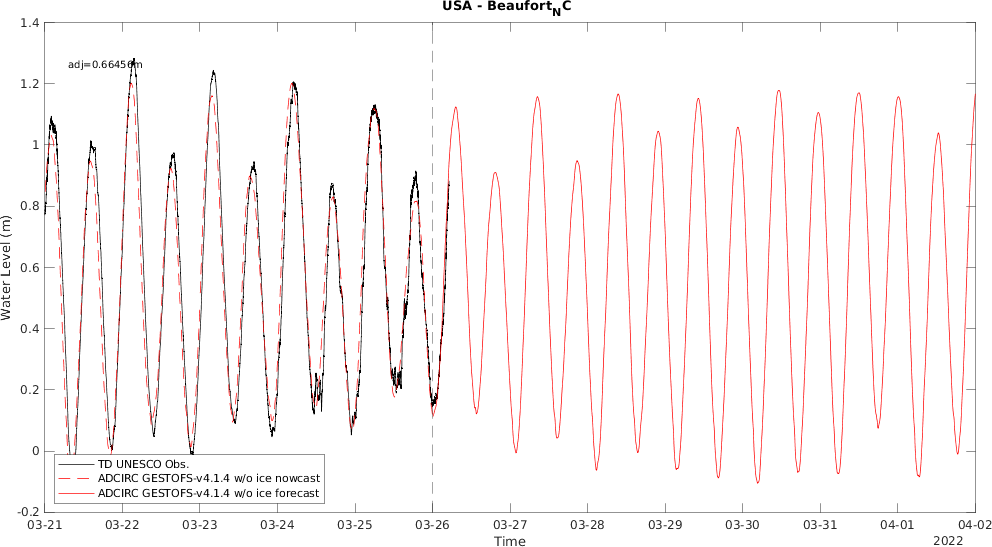 USA - Beaufort_NC
adj=0.66456m
1.4
1.2
1
0.8
0.6
0.4
0.2
0
-0.2
Water Level (m)
TD UNESCO Obs.
ADCIRC GESTOFS-v4.1.4 w/o ice nowcast
ADCIRC GESTOFS-v4.1.4 w/o ice forecast
03-21 03-22 03-23 03-24 03-25 03-26 03-27 03-28 03-29 03-30 03-31 04-01 04-02
Time
2022